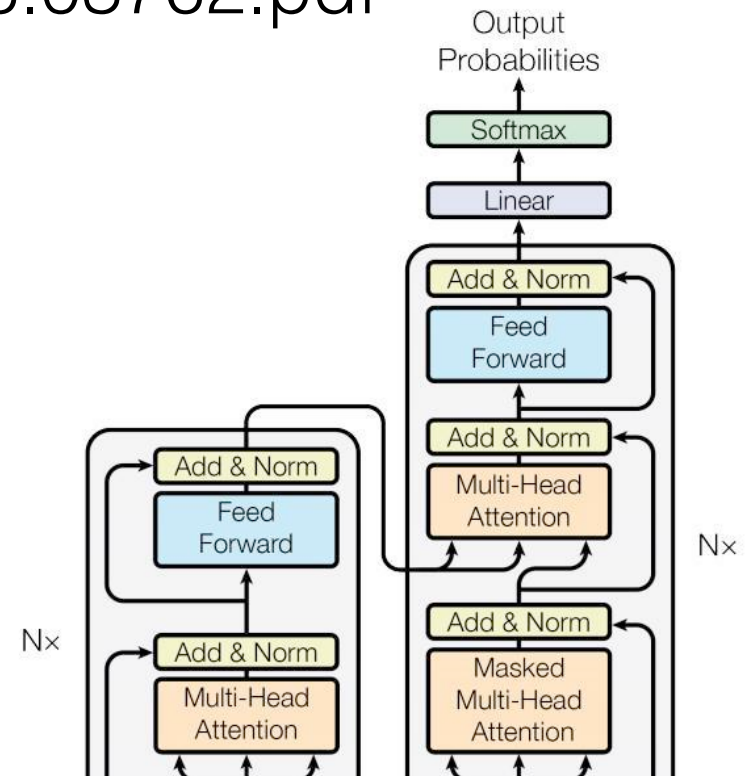 Output
Probabilities
Softmax
Linear
Add & Norm
Feed
Forward
Add & Norm
Multi-Head
Attention
Nx
Add & Norm
Masked
Multi-Head
Attention
Add & Norm
Feed
Forward
Nx
Add & Norm
Multi-Head
Attention